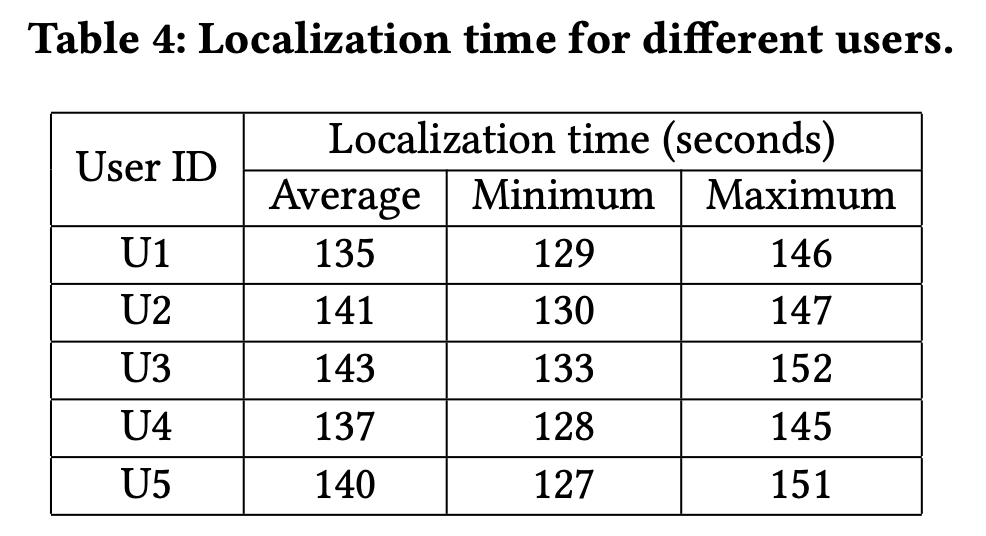 Table 4: Localization time for different users.
User ID Localization time (seconds)
Average Minimum Maximum
U1 135 129 146
U2 141 130 147
U3 143 133 152
U4 137 128 145
U5 140 127 151